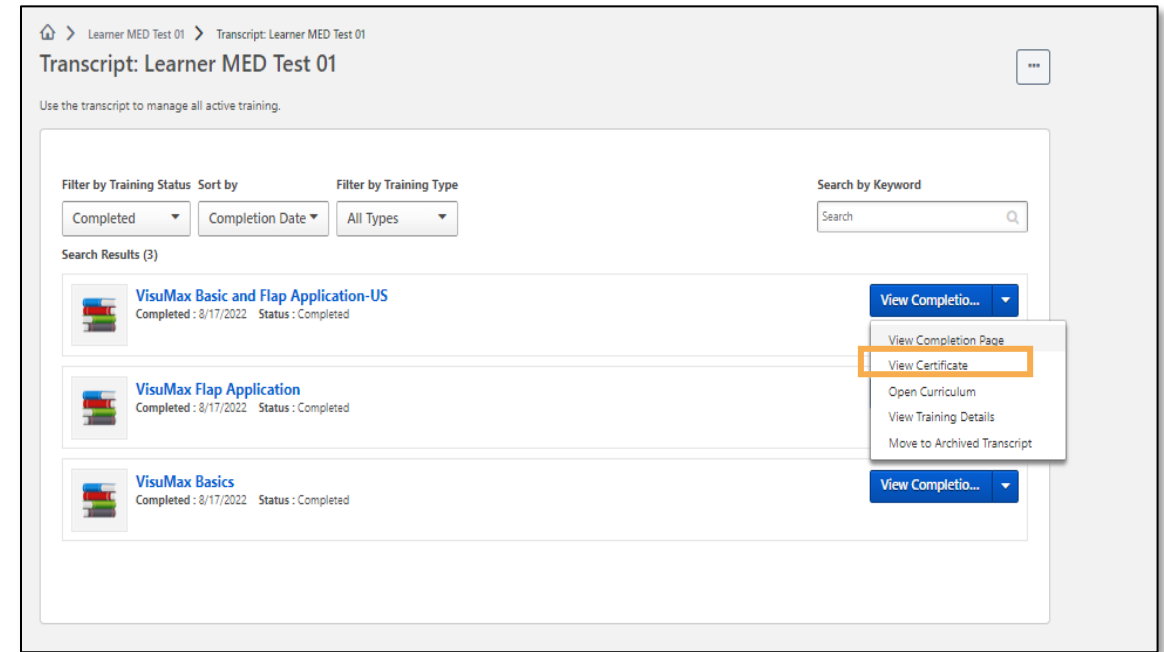 Learner MED Test 01 Transcript: Learner MED Test 01
Transcript: Learner MED Test 01
...
Use the transcript to manage all active training.
Filter by Training Status Sort by Filter by Training Type Search by Keyword
Completed Completion Date All Types Search
Search Results (3)
VisuMax Basic and Flap Application-US
Completed : 8/17/2022 Status : Completed
View Completio...
View Completion Page
View Certificate
Open Curriculum
View Training Details
Move to Archived Transcript
VisuMax Flap Application
Completed : 8/17/2022 Status : Completed
VisuMax Basics
Completed : 8/17/2022 Status : Completed
View Completio...